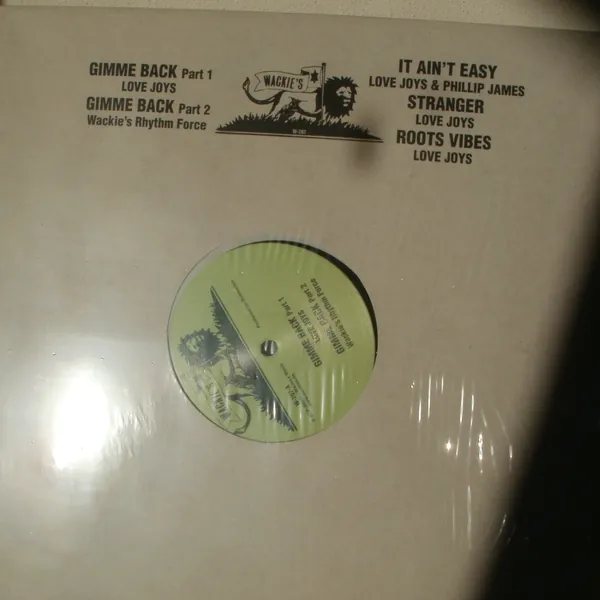 GIMME BACK Part 1
LOVE JOYS
GIMME BACK Part 2
Wackie's Rhythm Force
WACKIE'S
IT AIN'T EASY
LOVE JOYS & PHILLIP JAMES
STRANGER
LOVE JOYS
ROOTS VIBES
LOVE JOYS
GIMME BACK Part 1
LOVE JOYS
GIMME BACK Part 2
Wackie's Rhythm Force
WACKIE'S